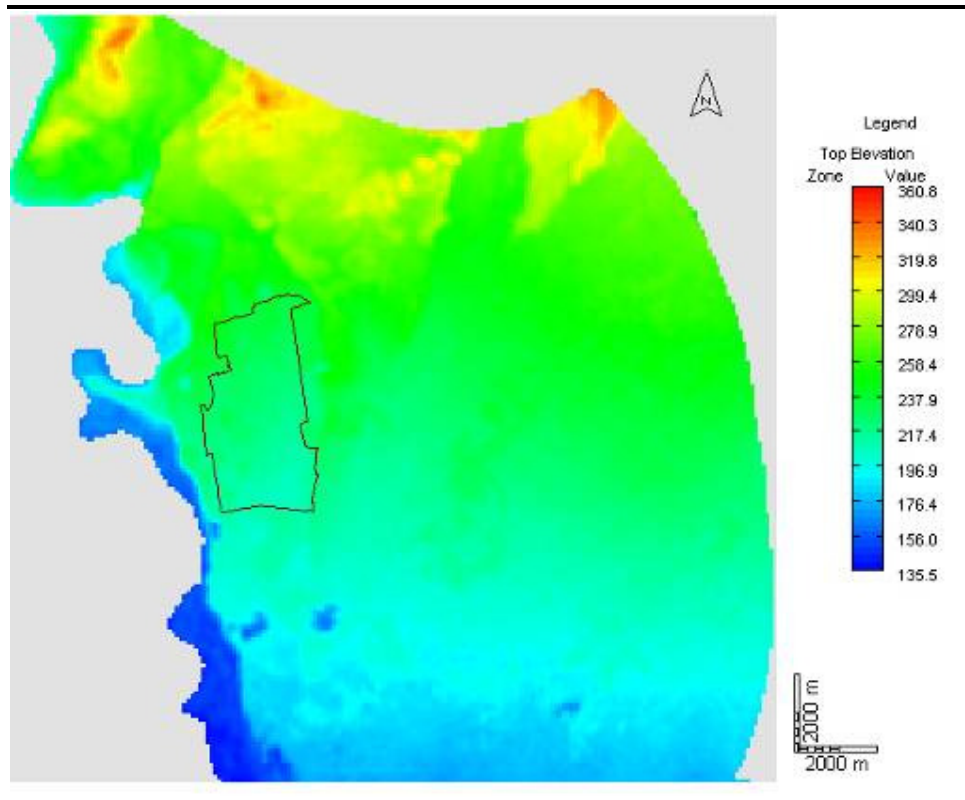 N
Legend
Top Elevation
Zone Value
360.8
340.3
319.8
299.4
278.9
258.4
237.9
217.4
196.9
176.4
156.0
135.5
2000 m
2000 m